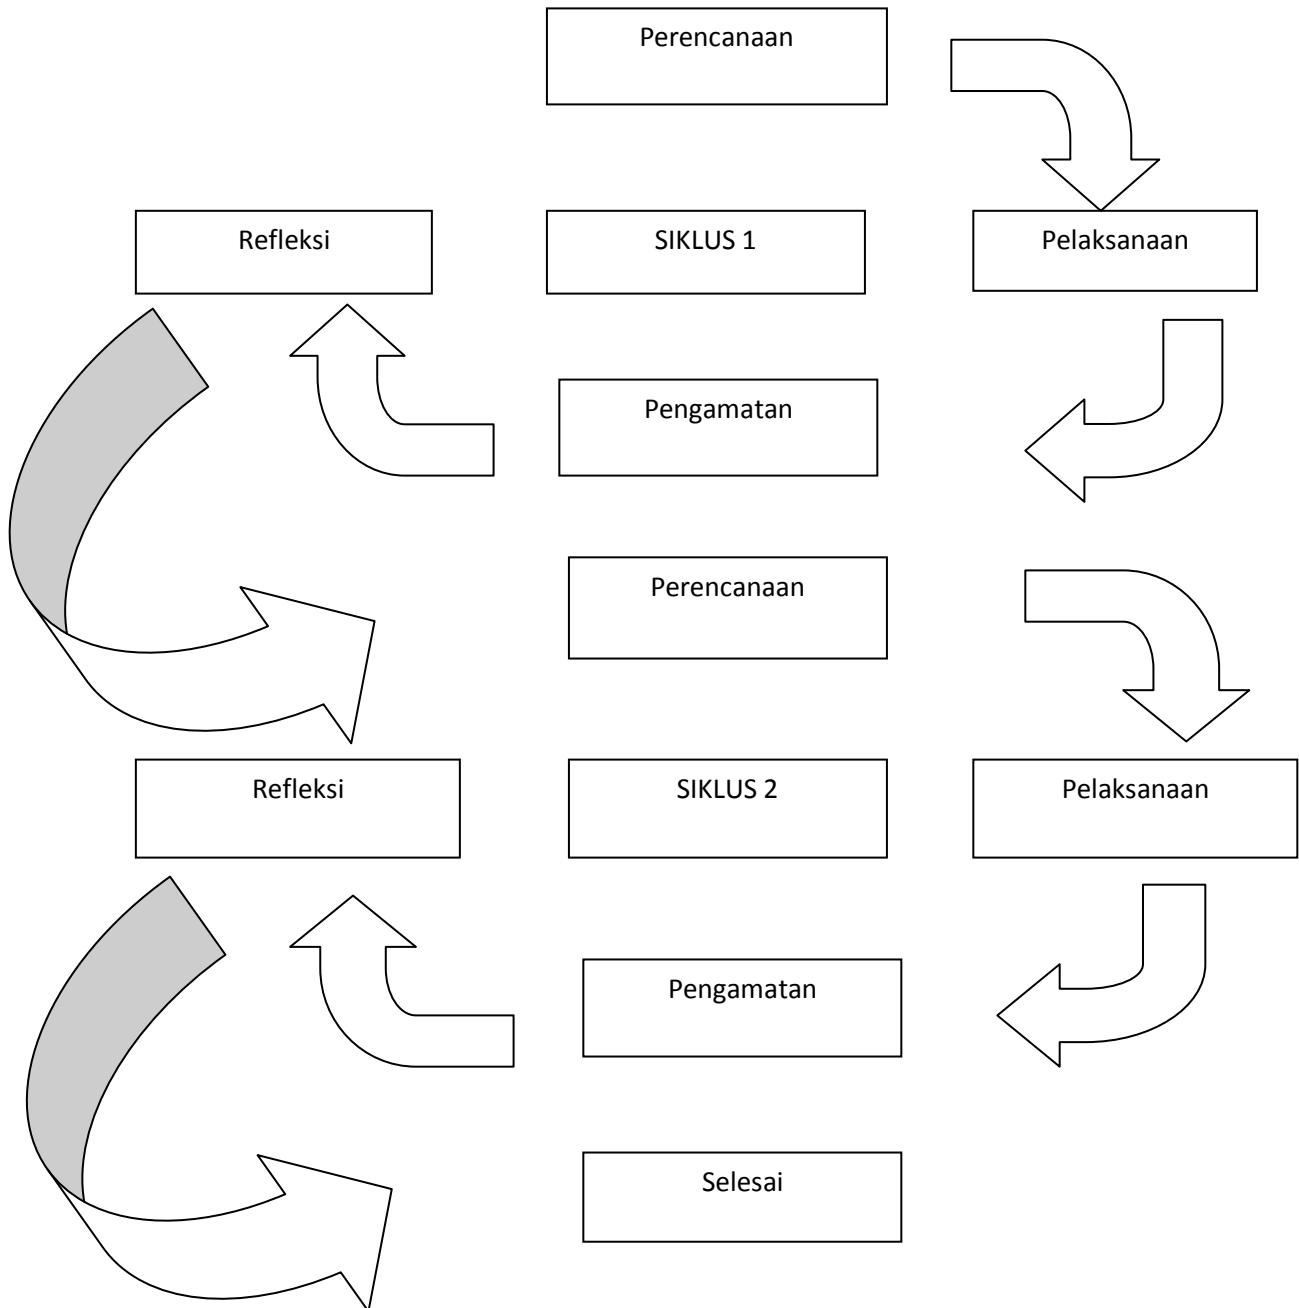 Perencanaan
Refleksi
SIKLUS 1
Pelaksanaan
Pengamatan
Perencanaan
Refleksi
SIKLUS 2
Pelaksanaan
Pengamatan
Selesai